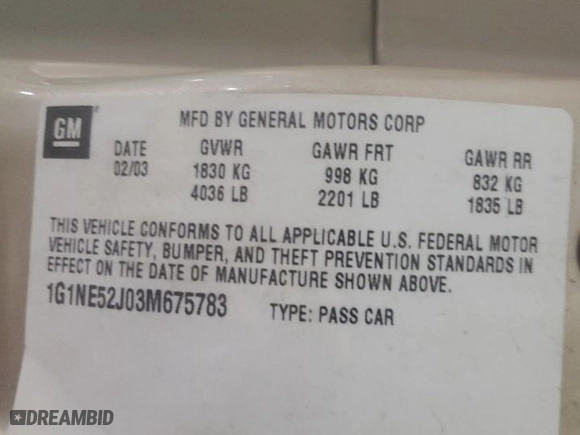 GM
MFD BY GENERAL MOTORS CORP
DATE GVWR GAWR FRT GAWR RR
02/03 1830 KG 998 KG 832 KG
4036 LB 2201 LB 1835 LB
THIS VEHICLE CONFORMS TO ALL APPLICABLE U.S. FEDERAL MOTOR
VEHICLE SAFETY, BUMPER, AND THEFT PREVENTION STANDARDS IN
EFFECT ON THE DATE OF MANUFACTURE SHOWN ABOVE.
1G1NE52J03M675783 TYPE: PASS CAR
DREAMBID